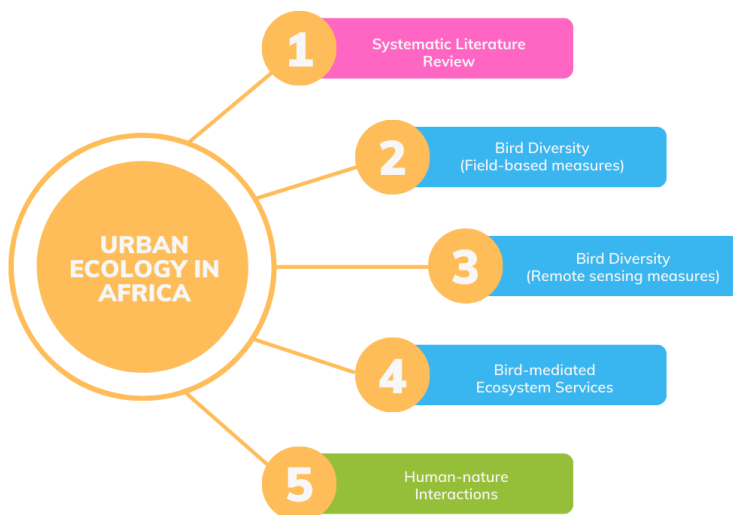 1
Systematic Literature
Review
2
Bird Diversity
(Field-based measures)
URBAN
ECOLOGY IN
AFRICA
3
Bird Diversity
(Remote sensing measures)
4
Bird-mediated
Ecosystem Services
5
Human-nature
Interactions